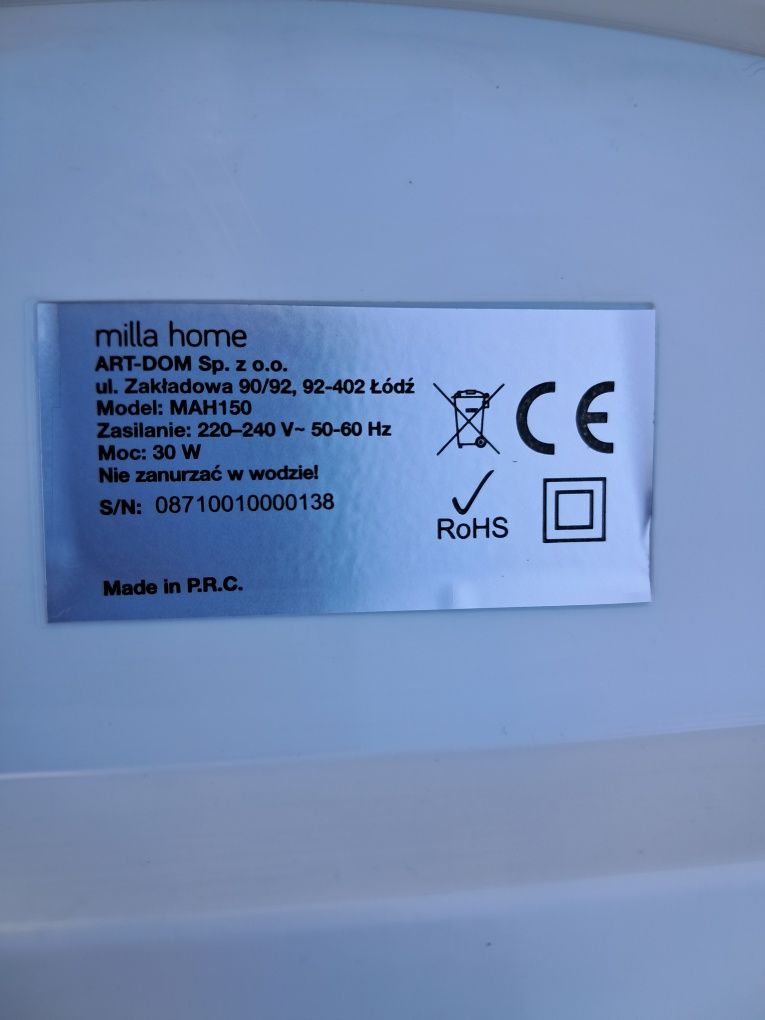 milla home
ART-DOM Sp. z o.o.
ul. Zakładowa 90/92, 92-402 Łódź
Model: MAH150
Zasilanie: 220–240 V~ 50-60 Hz
Moc: 30 W
Nie zanurzać w wodzie!
S/N: 08710010000138
CE
RoHS
Made in P.R.C.